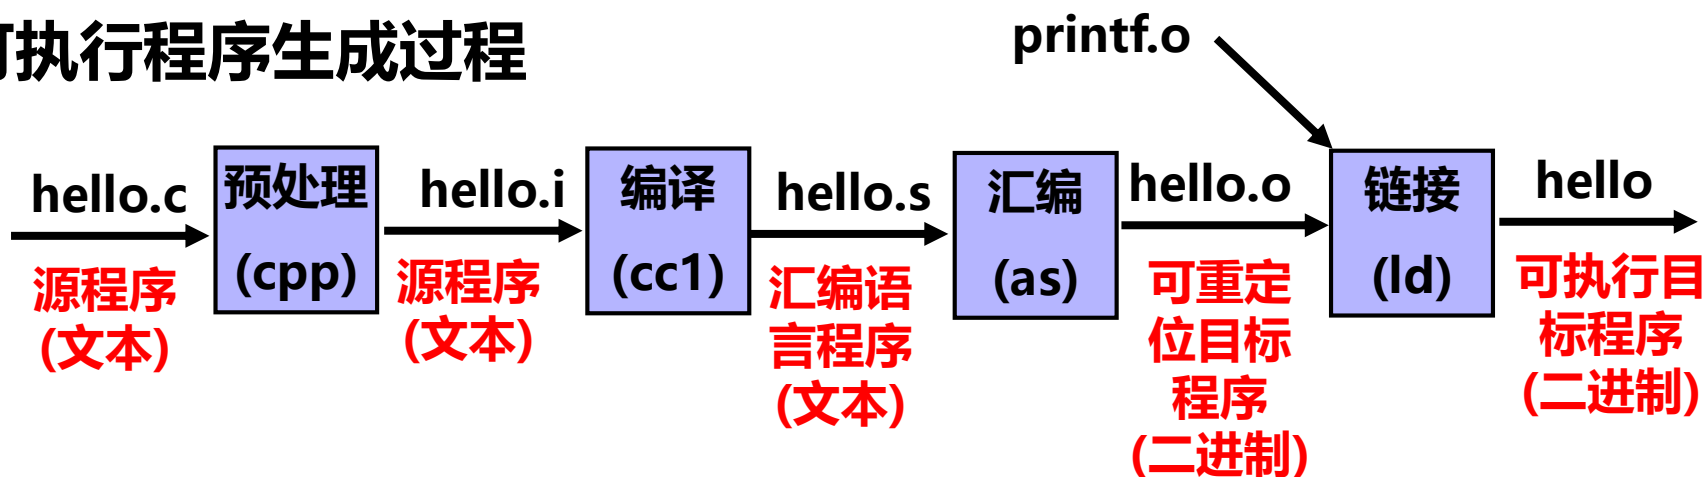 可执行程序生成过程
printf.o
hello.c
预处理
(cpp)
hello.i
编译
(cc1)
hello.s
汇编
(as)
hello.o
链接
(ld)
hello
源程序
(文本)
源程序
(文本)
汇编语
言程序
(文本)
可重定
位目标
程序
(二进制)
可执行目
标程序
(二进制)